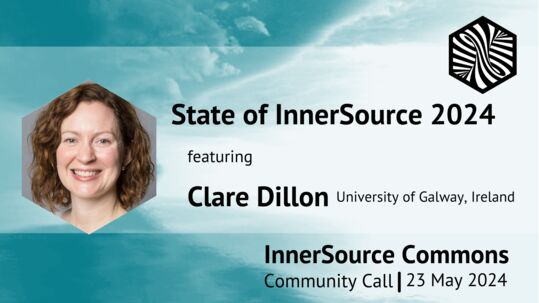 State of InnerSource 2024
featuring
Clare Dillon University of Galway, Ireland
InnerSource Commons
Community Call | 23 May 2024